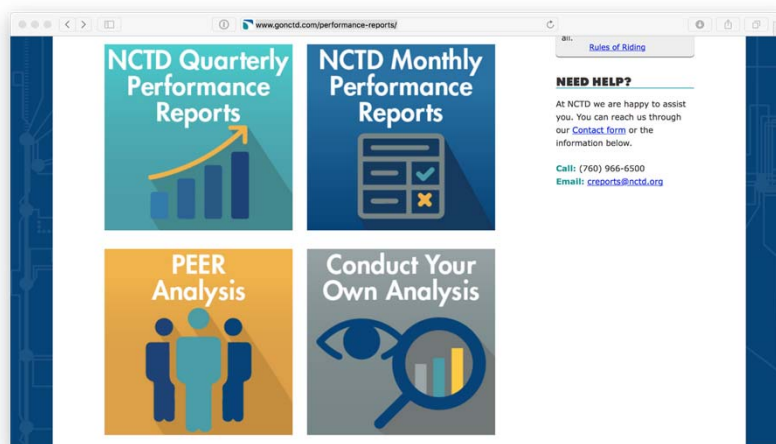 www.gonctd.com/performance-reports/
NCTD Quarterly
Performance
Reports
NCTD Monthly
Performance
Reports
PEER
Analysis
Conduct Your
Own Analysis
all.
Rules of Riding
NEED HELP?
At NCTD we are happy to assist
you. You can reach us through
our Contact form or the
information below.
Call: (760) 966-6500
Email: creports@nctd.org